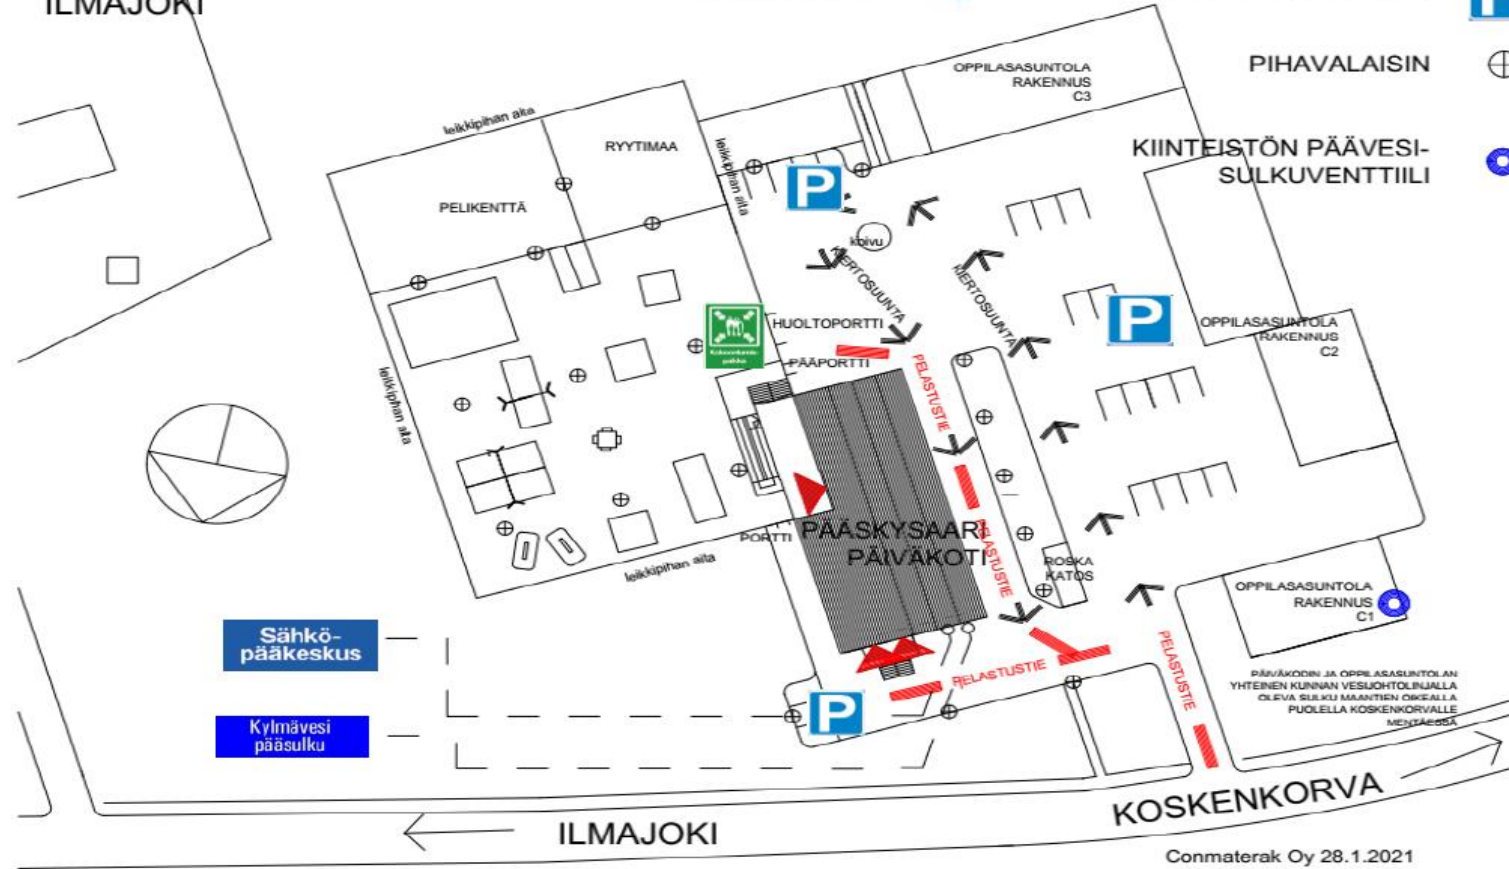 ILMAJOKI
PIHAVALAISIN
KIINTEISTÖN PÄÄVESI-
SULKUVENTTIILI
OPPILASASUNTOLA
RAKENNUS
C3
leikkipihan aita
RYYTIMAA
leikkipihan aita
P
PELIKENTTÄ
koivu
KIERTOSUUNTA
KIERTOSUUNTA
Kokoontumis-
paikka
HUOLTOPORTTI
PÄÄPORTTI
P
OPPILASASUNTOLA
RAKENNUS
C2
PELASTUSTIE
leikkipihan aita
PORTTI
PÄÄSKYSAARI
PÄIVÄKOTI
PELASTUSTIE
ROSKA
KATOS
leikkipihan aita
OPPILASASUNTOLA
RAKENNUS
C1
Sähkö-
pääkeskus
PELASTUSTIE
PELASTUSTIE
PÄIVÄKODIN JA OPPILASASUNTOLAN
YHTEINEN KUNNAN VESIJOHTOLINJALLA
OLEVA SULKU MAANTIEN OIKEALLA
PUOLELLA KOSKENKORVALLE
MENTÄESSÄ
P
Kylmävesi
pääsulku
KOSKENKORVA
ILMAJOKI
Conmaterak Oy 28.1.2021